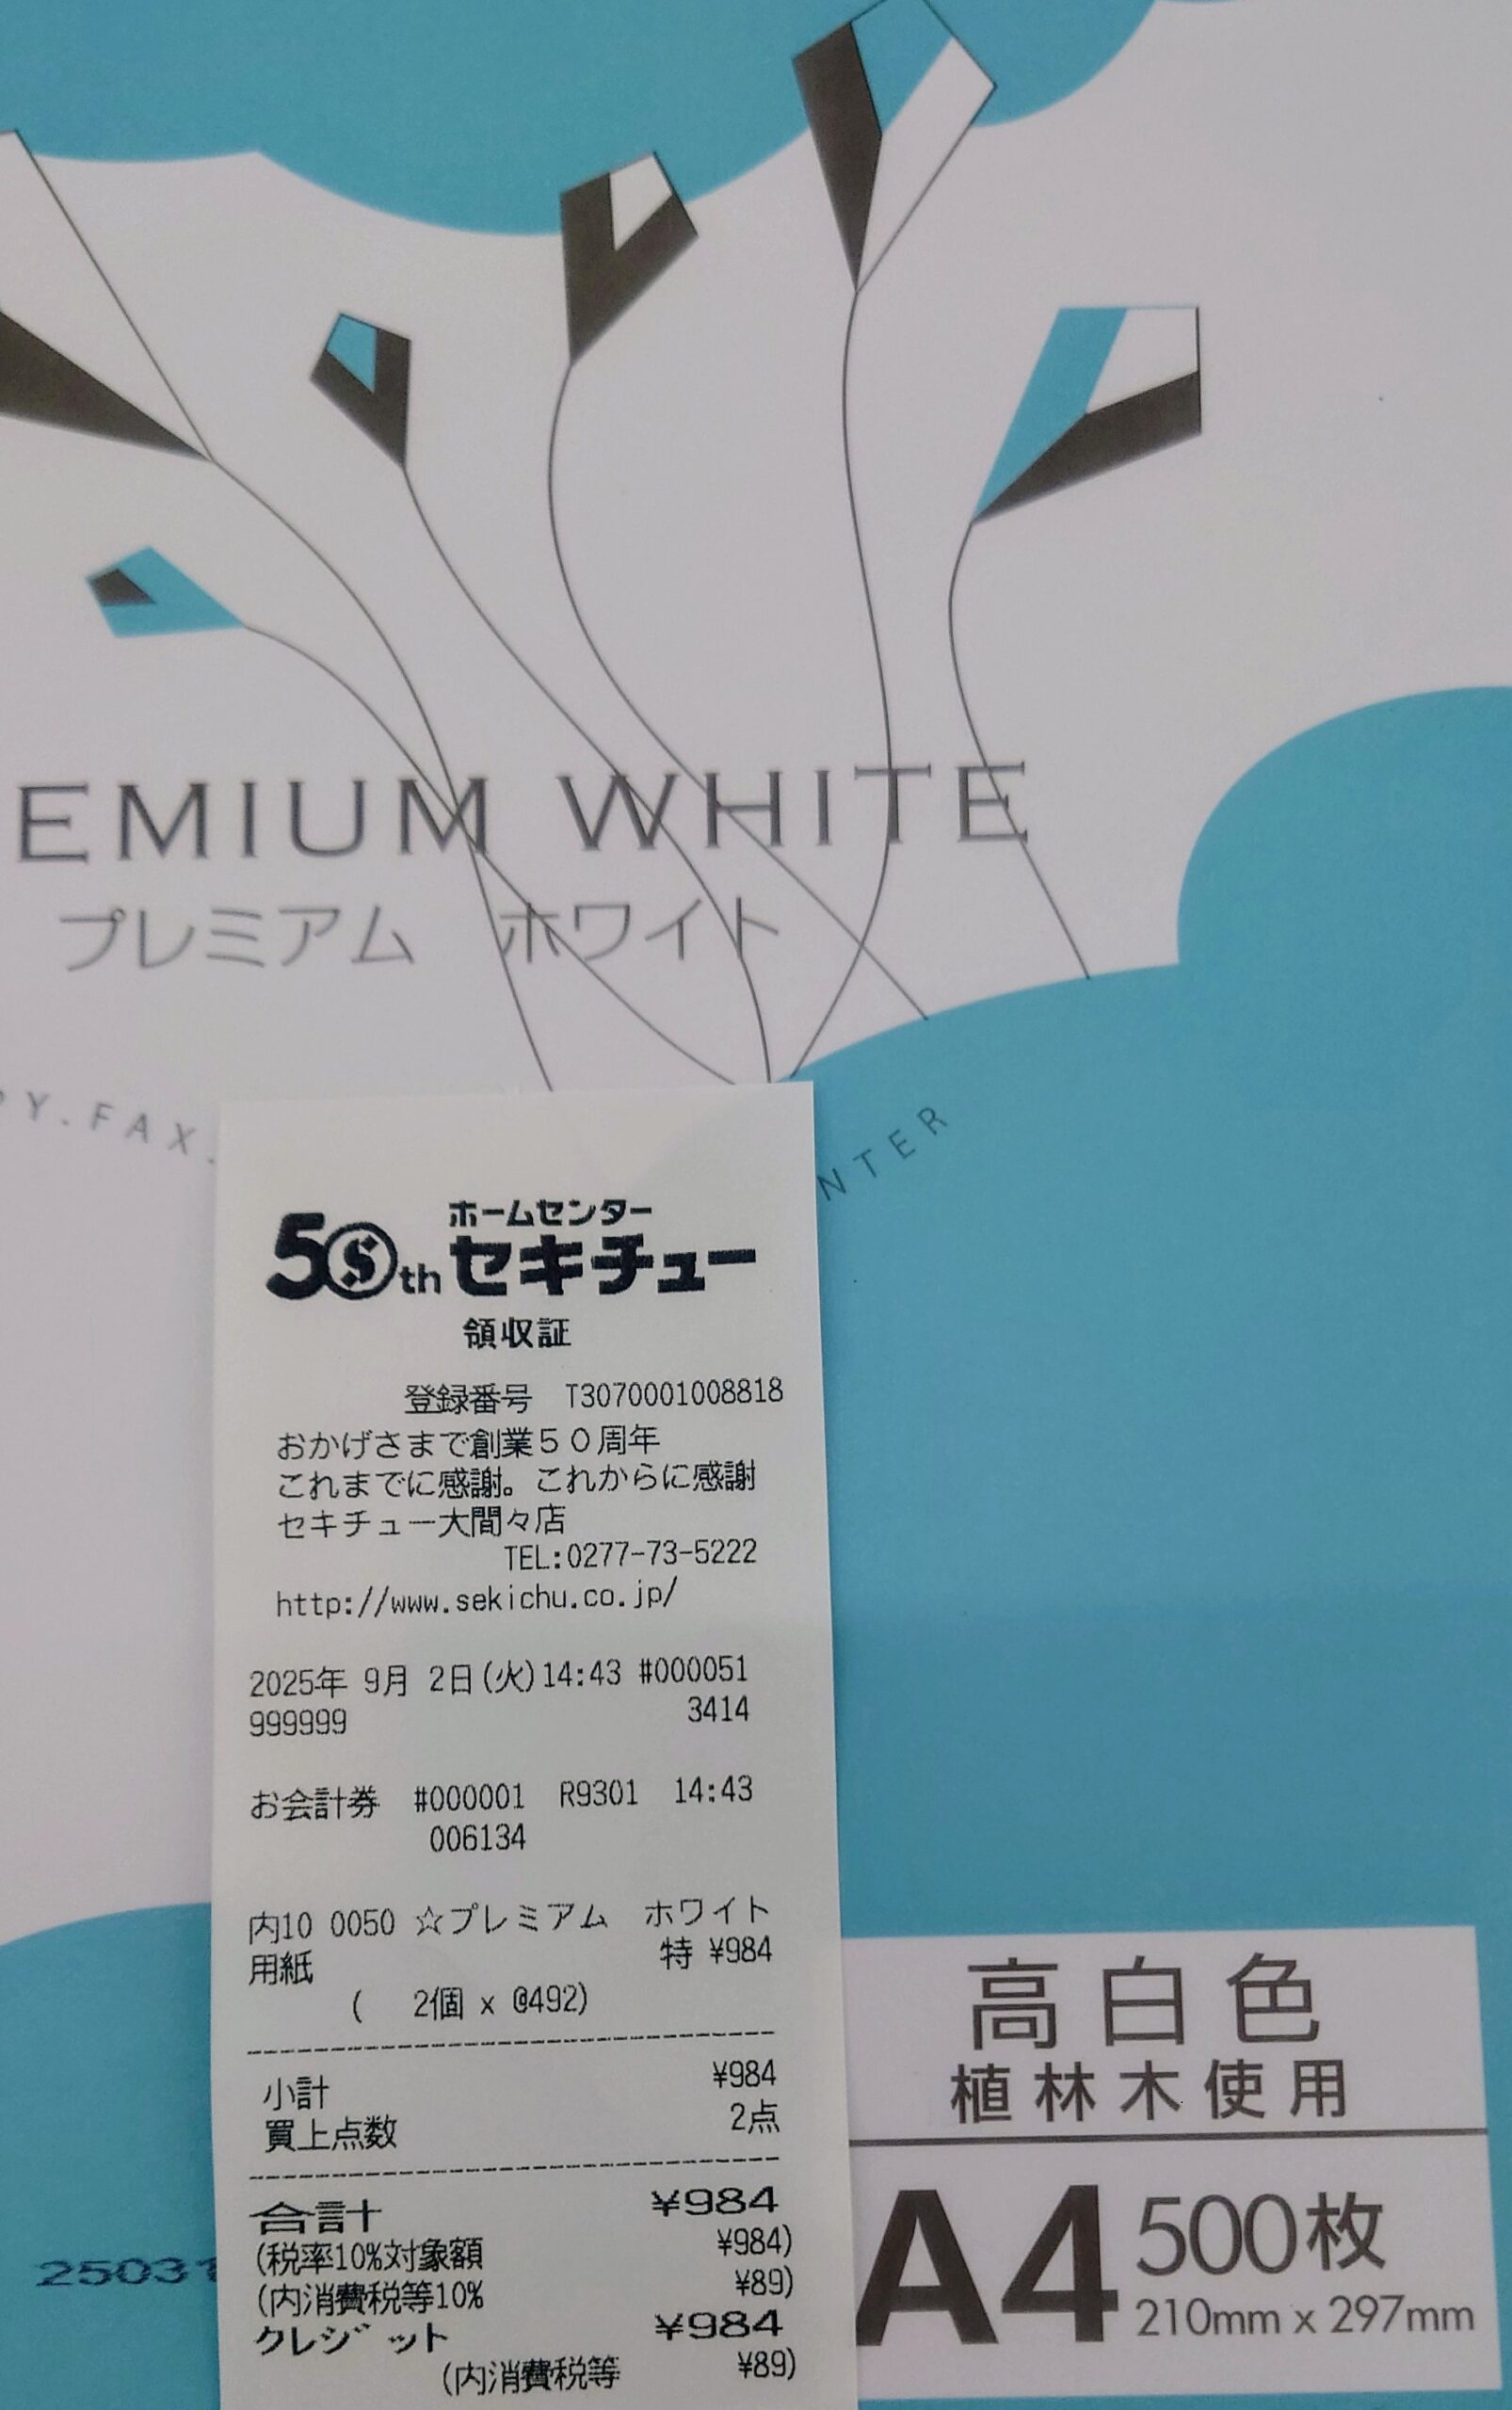 EMIUM WHITE
プレミアム　ホワイト
PY.FAX.
NTER
50th ホームセンター
セキチュー
領収証
登録番号　T3070001008818
おかげさまで創業５０周年
これまでに感謝。これからに感謝
セキチュー大間々店
TEL:0277-73-5222
http://www.sekichu.co.jp/
2025年 9月 2日(火)14:43 #000051
999999 3414
お会計券 #000001 R9301 14:43
006134
内10 0050 ☆プレミアム　ホワイト
用紙 特 ¥984
( 2個 x @492)
小計 ¥984
買上点数 2点
合計 ¥984
(税率10%対象額 ¥984)
(内消費税等10% ¥89)
クレジット ¥984
(内消費税等 ¥89)
高白色
植林木使用
A4 500枚
210mm x 297mm